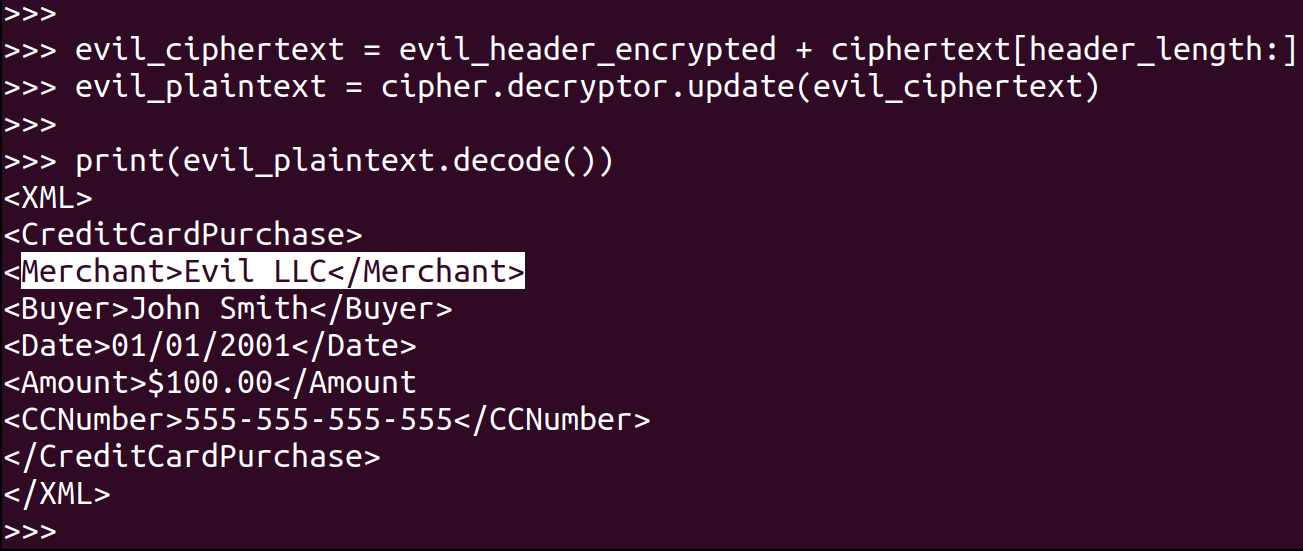 >>>
>>> evil_ciphertext = evil_header_encrypted + ciphertext[header_length:]
>>> evil_plaintext = cipher.decryptor.update(evil_ciphertext)
>>>
>>> print(evil_plaintext.decode())
<XML>
<CreditCardPurchase>
<Merchant>Evil LLC</Merchant>
<Buyer>John Smith</Buyer>
<Date>01/01/2001</Date>
<Amount>$100.00</Amount
<CCNumber>555-555-555-555</CCNumber>
</CreditCardPurchase>
</XML>
>>>